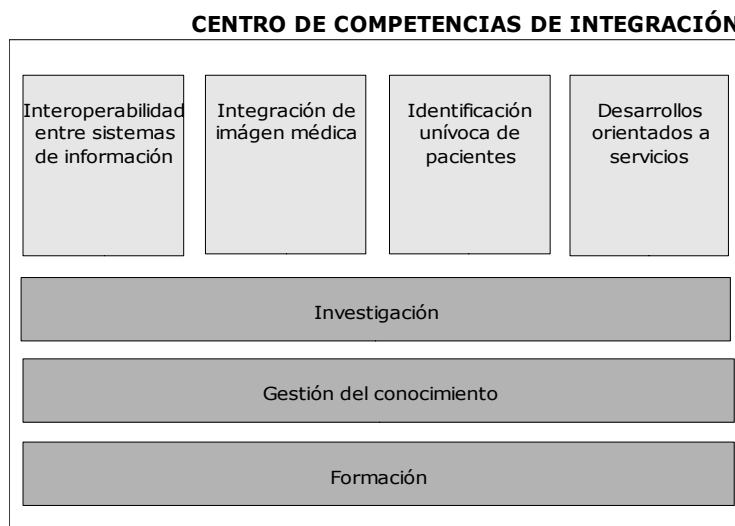 CENTRO DE COMPETENCIAS DE INTEGRACIÓN
Interoperabilidad
entre sistemas
de información
Integración de
imágen médica
Identificación
unívoca de
pacientes
Desarrollos
orientados a
servicios
Investigación
Gestión del conocimiento
Formación